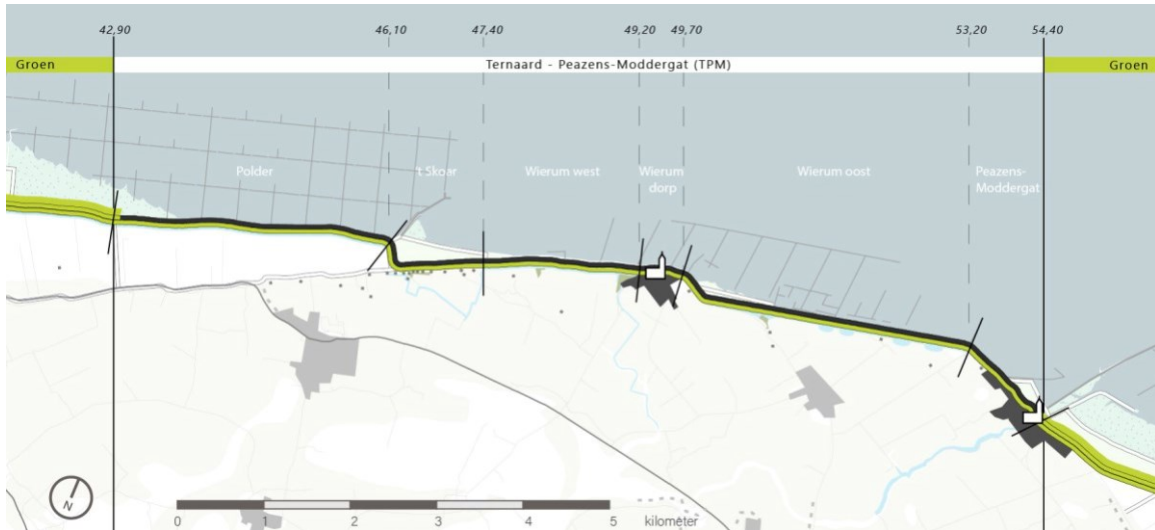 42,90 46,10 47,40 49,20 49,70 53,20 54,40
Groen Ternaard - Peazens-Moddergat (TPM) Groen
Polder 't Skoar Wierum west Wierum Wierum oost Peazens-
dorp Moddergat
N
0 1 2 3 4 5 kilometer